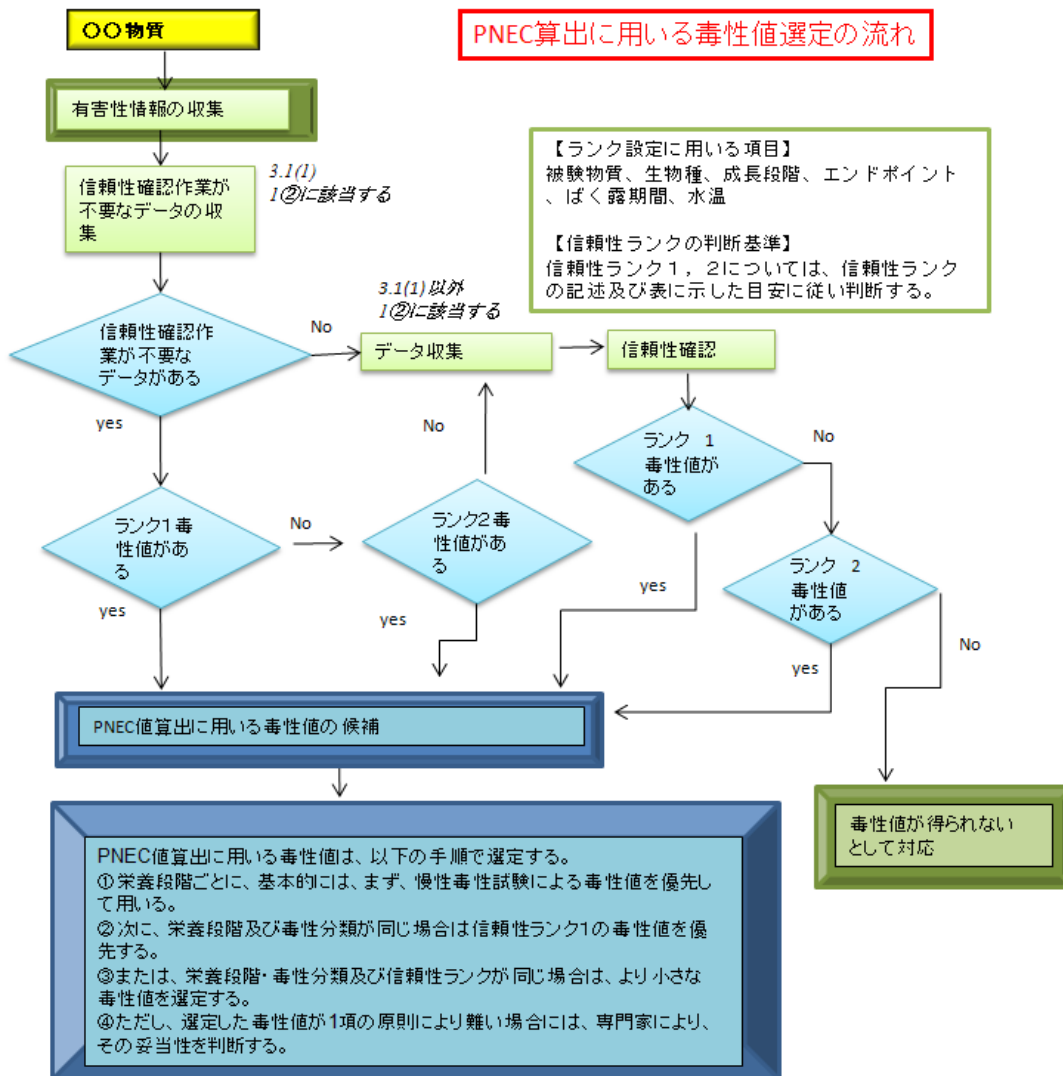 〇〇物質
PNEC算出に用いる毒性値選定の流れ
有害性情報の収集
信頼性確認作業が
不要なデータの収
集
3.1(1)
1②に該当する
【ランク設定に用いる項目】
被験物質、生物種、成長段階、エンドポイント
、ばく露期間、水温
【信頼性ランクの判断基準】
信頼性ランク１，２については、信頼性ランク
の記述及び表に示した目安に従い判断する。
3.1(1)以外
1②に該当する
信頼性確認作
業が不要な
データがある
No
データ収集
信頼性確認
yes
No
ランク　1
毒性値が
ある
No
ランク1毒
性値があ
る
No
ランク2毒
性値があ
る
ランク　2
毒性値
がある
yes
yes
yes
yes
No
PNEC値算出に用いる毒性値の候補
毒性値が得られない
として対応
PNEC値算出に用いる毒性値は、以下の手順で選定する。
①栄養段階ごとに、基本的には、まず、慢性毒性試験による毒性値を優先し
て用いる。
②次に、栄養段階及び毒性分類が同じ場合は信頼性ランク1の毒性値を優
先する。
③または、栄養段階・毒性分類及び信頼性ランクが同じ場合は、より小さな
毒性値を選定する。
④ただし、選定した毒性値が1項の原則により難い場合には、専門家により、
その妥当性を判断する。